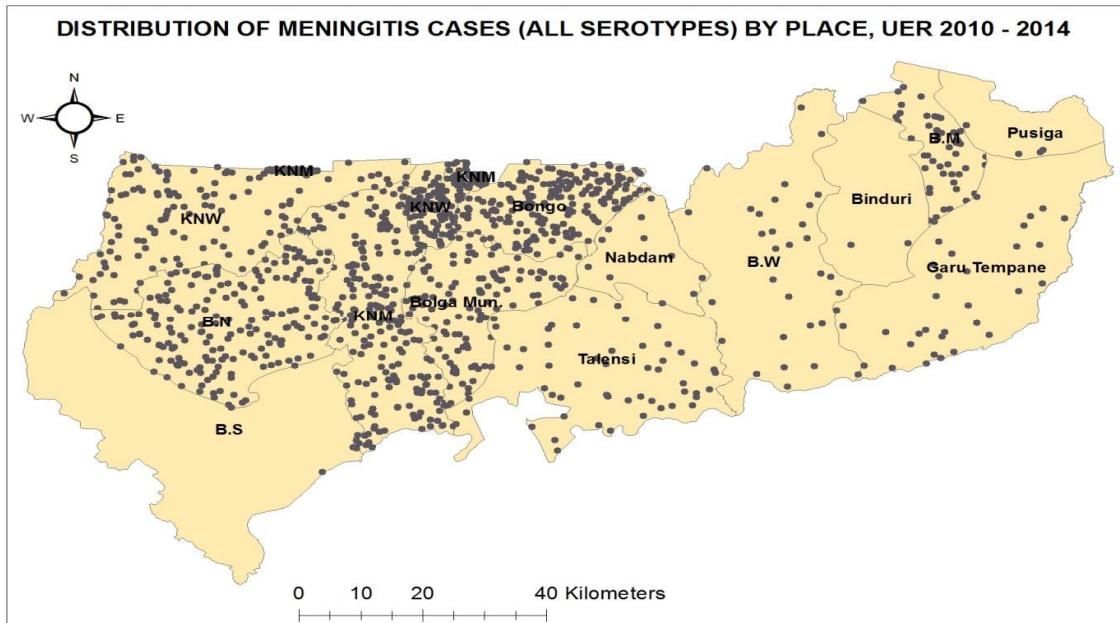 DISTRIBUTION OF MENINGITIS CASES (ALL SEROTYPES) BY PLACE, UER 2010 - 2014
N
W E
S
Pusiga
B.M
KNM
KNM
Binduri
KNW
KNW
Bongo
Nabdam
B.W
Garu Tempane
Bolga Mun.
B.N
KNM
Talensi
B.S
0 10 20 40 Kilometers